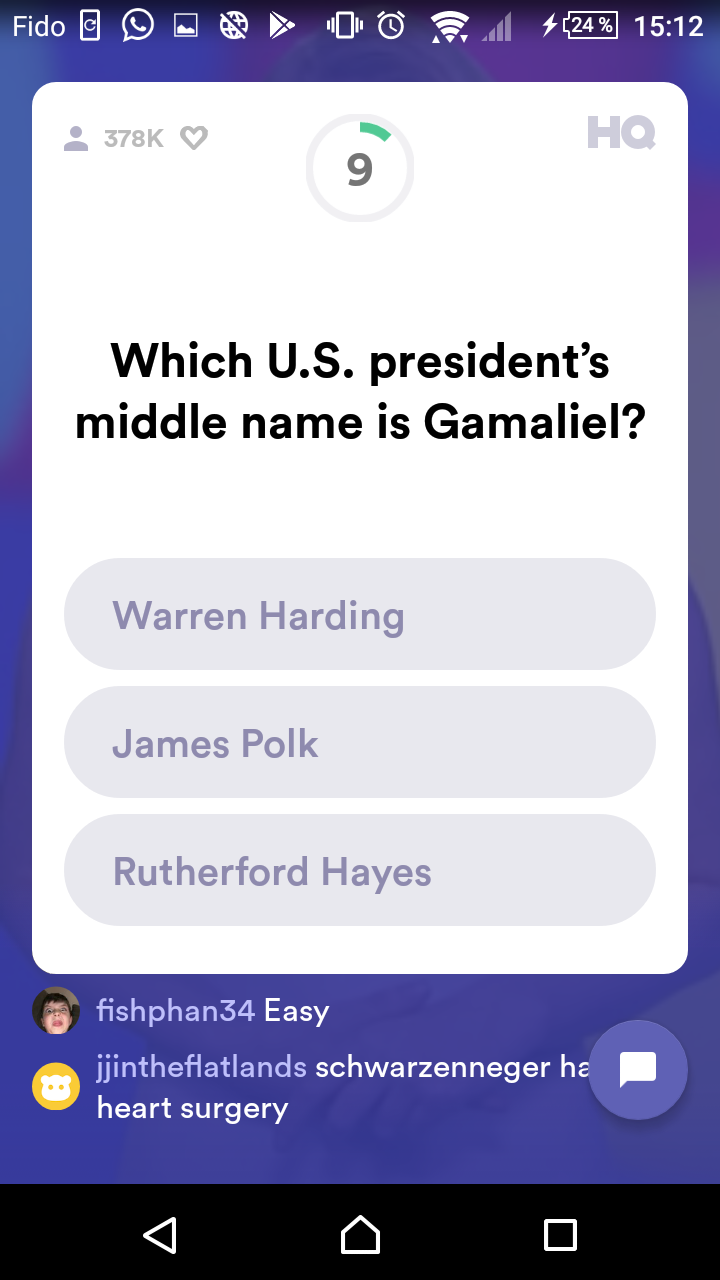 Fido 24 % 15:12
378K 9 HQ
Which U.S. president’s
middle name is Gamaliel?
Warren Harding
James Polk
Rutherford Hayes
fishphan34 Easy
jjintheflatlands schwarzenneger ha
heart surgery